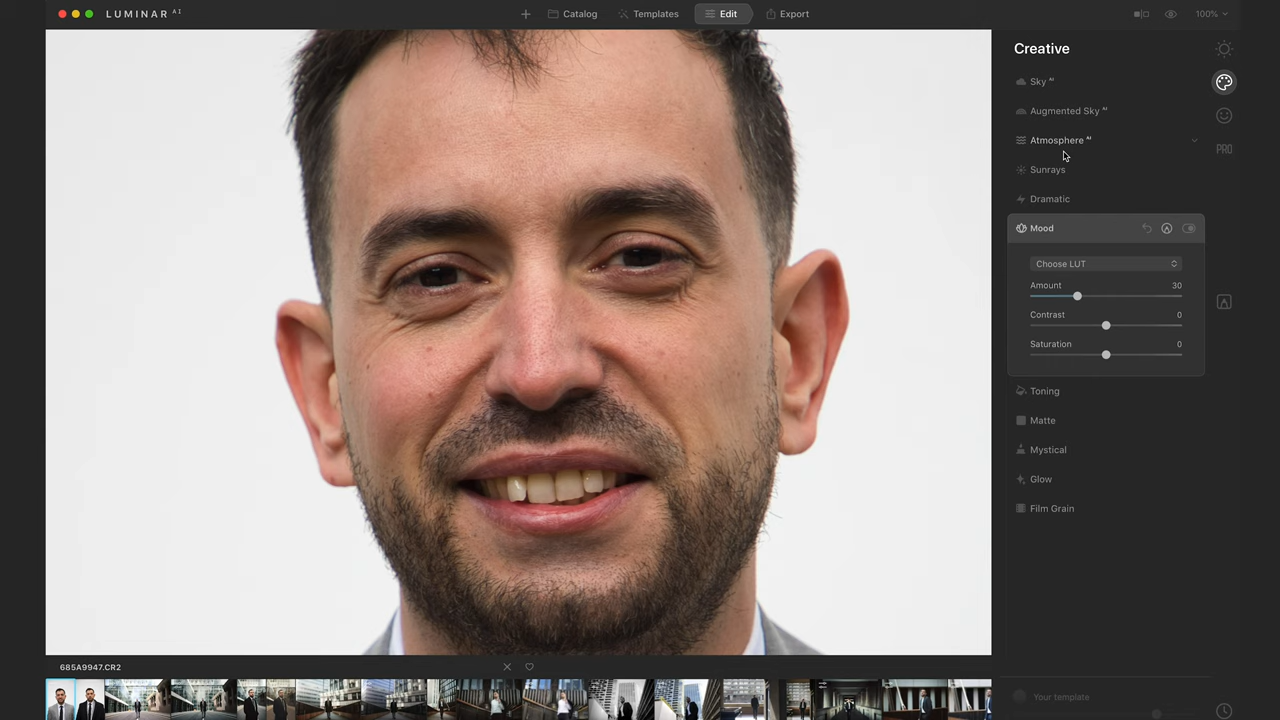 LUMINAR AI
Catalog
Templates
Edit
Export
100%
Creative
Sky AI
Augmented Sky AI
Atmosphere AI
PRO
Sunrays
Dramatic
Mood
Choose LUT
Amount 30
Contrast 0
Saturation 0
Toning
Matte
Mystical
Glow
Film Grain
685A9947.CR2
Your template